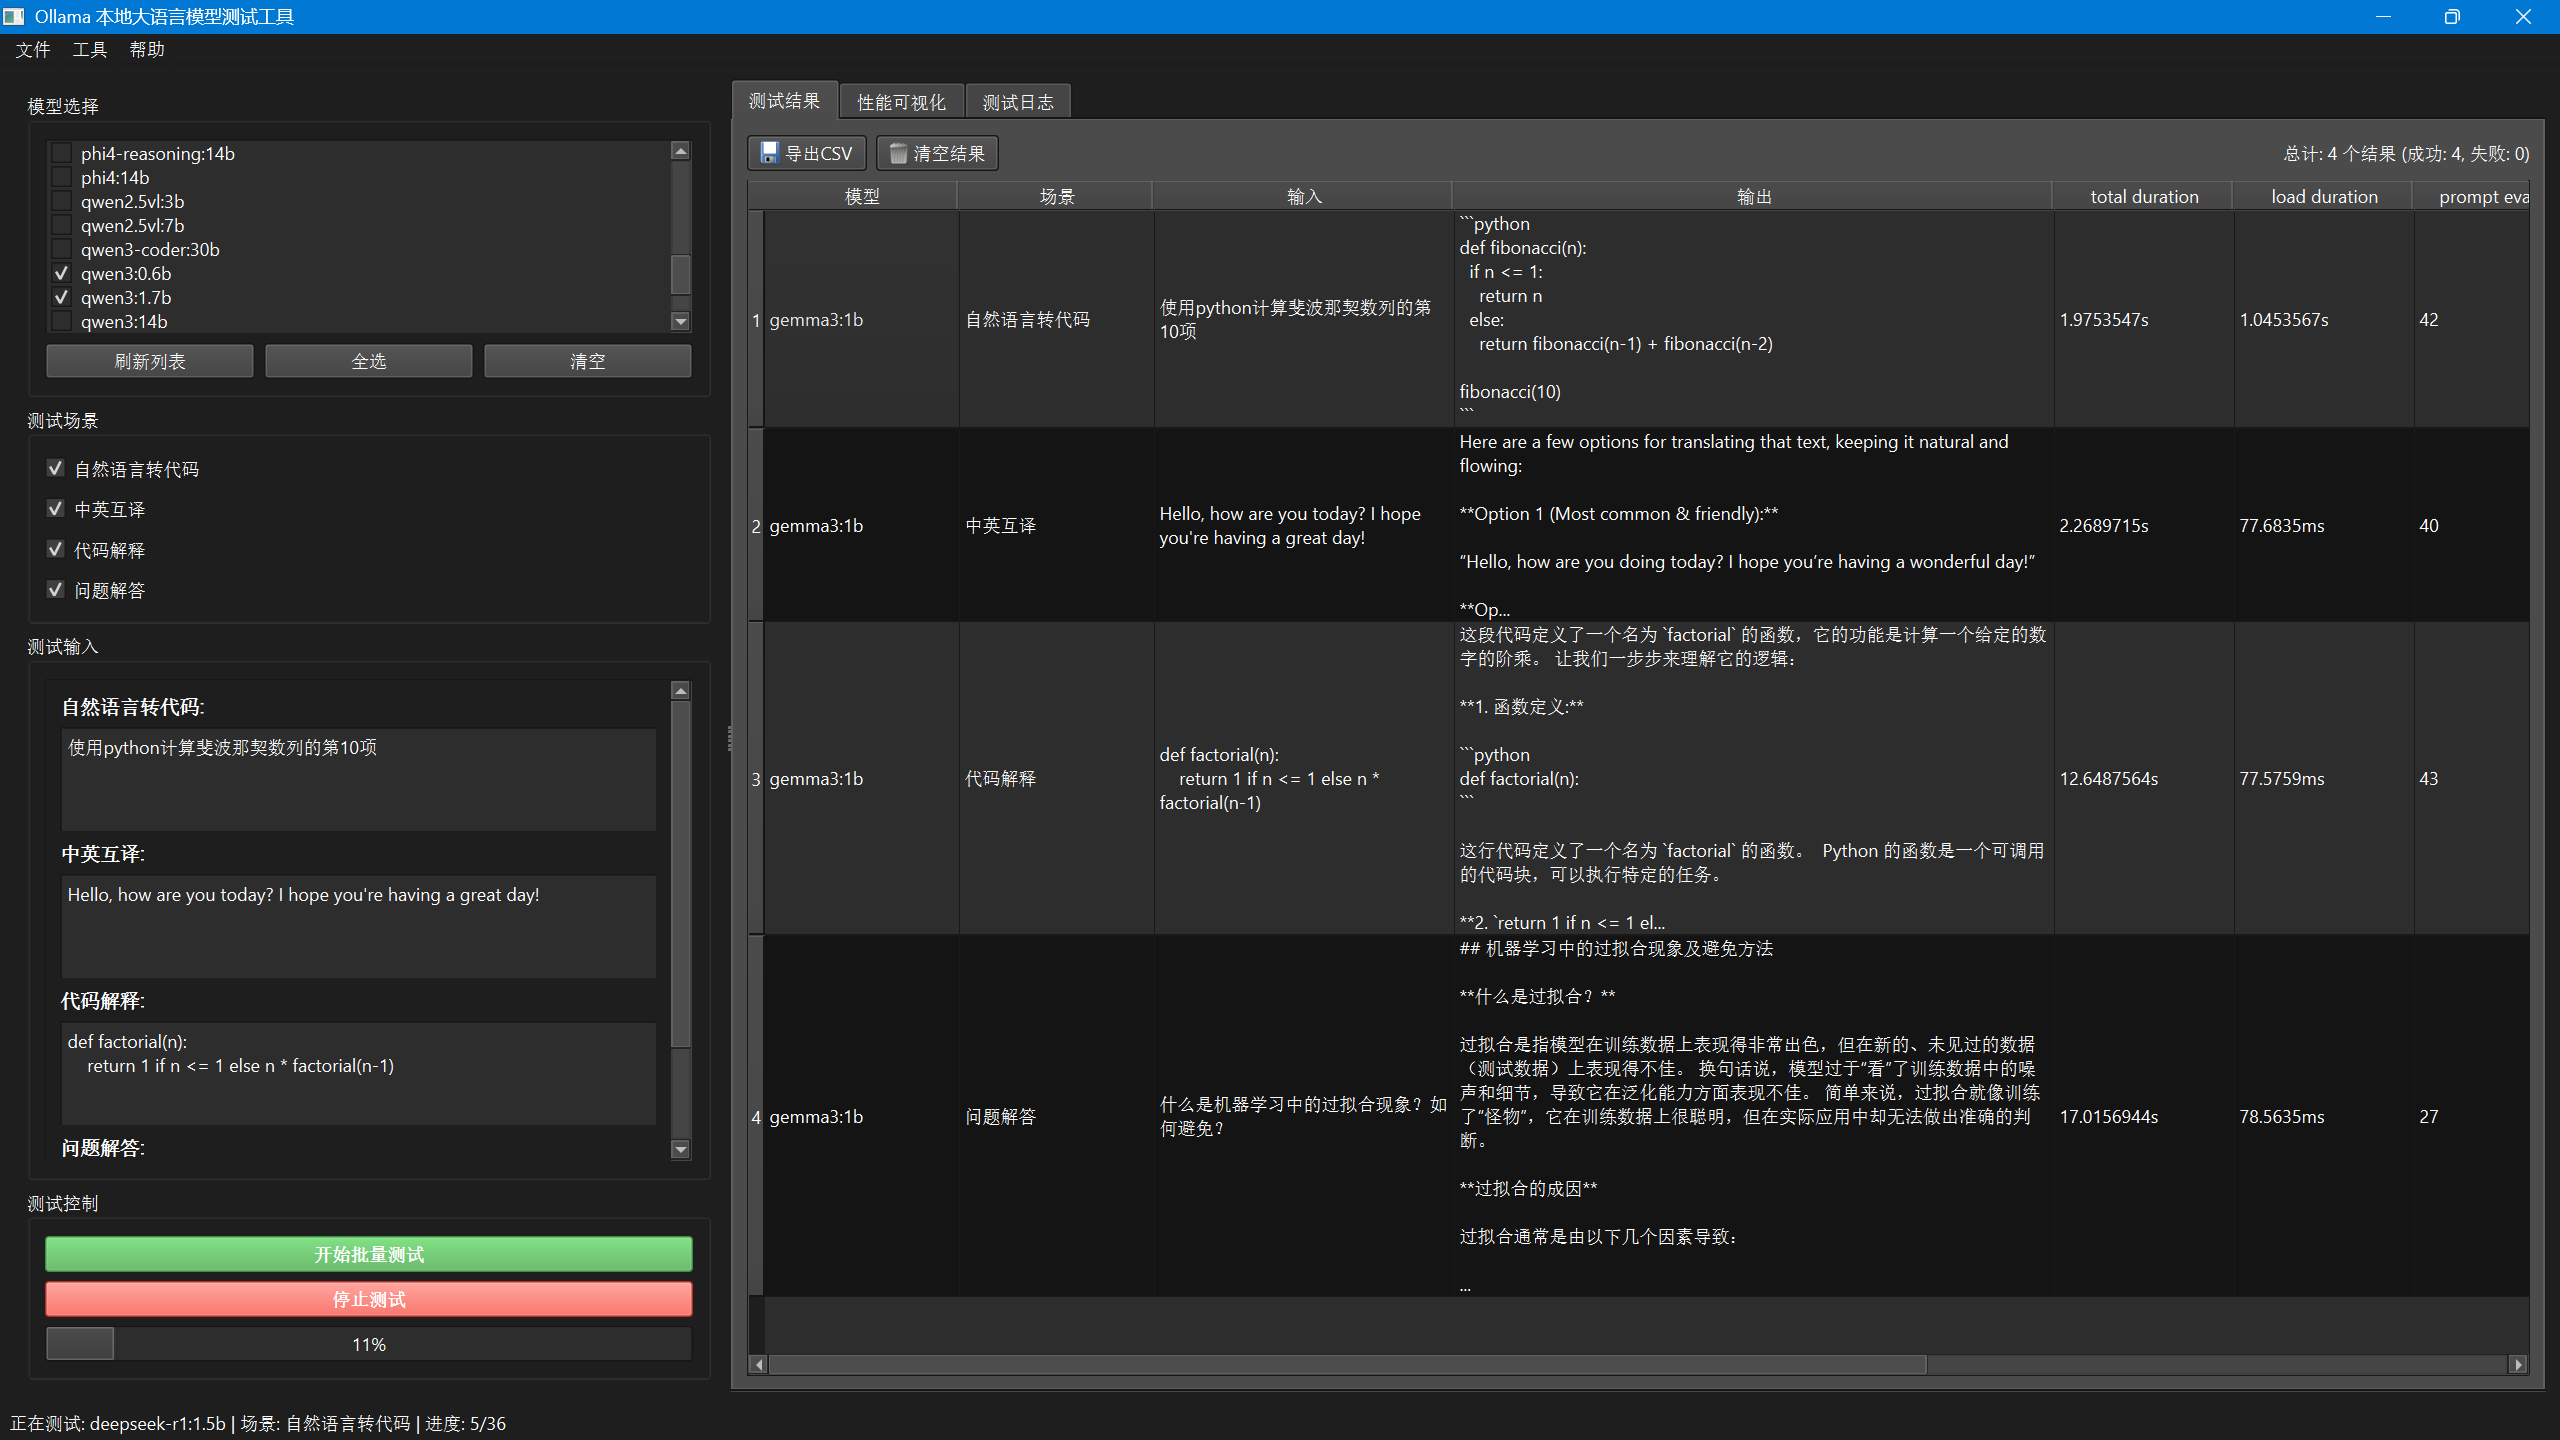 Ollama 本地大语言模型测试工具
文件 工具 帮助
模型选择
phi4-reasoning:14b
phi4:14b
qwen2.5vl:3b
qwen2.5vl:7b
qwen3-coder:30b
qwen3:0.6b
qwen3:1.7b
qwen3:14b
刷新列表 全选 清空
测试场景
自然语言转代码
中英互译
代码解释
问题解答
测试输入
自然语言转代码:
使用python计算斐波那契数列的第10项
中英互译:
Hello, how are you today? I hope you're having a great day!
代码解释:
def factorial(n):
    return 1 if n <= 1 else n * factorial(n-1)
问题解答:
测试控制
开始批量测试
停止测试
11%
测试结果 性能可视化 测试日志
导出CSV 清空结果
总计: 4 个结果 (成功: 4, 失败: 0)
模型 场景 输入 输出 total duration load duration prompt eva
1 gemma3:1b
自然语言转代码
使用python计算斐波那契数列的第
10项
```python
def fibonacci(n):
  if n <= 1:
    return n
  else:
    return fibonacci(n-1) + fibonacci(n-2)
fibonacci(10)
```
1.9753547s
1.0453567s
42
2 gemma3:1b
中英互译
Hello, how are you today? I hope
you're having a great day!
Here are a few options for translating that text, keeping it natural and
flowing:
**Option 1 (Most common & friendly):**
“Hello, how are you doing today? I hope you’re having a wonderful day!”
**Op...
2.2689715s
77.6835ms
40
3 gemma3:1b
代码解释
def factorial(n):
    return 1 if n <= 1 else n *
factorial(n-1)
这段代码定义了一个名为 `factorial` 的函数，它的功能是计算一个给定的数
字的阶乘。 让我们一步步来理解它的逻辑：
**1. 函数定义:**
```python
def factorial(n):
```
这行代码定义了一个名为 `factorial` 的函数。  Python 的函数是一个可调用
的代码块，可以执行特定的任务。
**2. `return 1 if n <= 1 el...
12.6487564s
77.5759ms
43
4 gemma3:1b
问题解答
什么是机器学习中的过拟合现象？如
何避免？
## 机器学习中的过拟合现象及避免方法
**什么是过拟合？**
过拟合是指模型在训练数据上表现得非常出色，但在新的、未见过的数据
（测试数据）上表现得不佳。 换句话说，模型过于“看”了训练数据中的噪
声和细节，导致它在泛化能力方面表现不佳。 简单来说，过拟合就像训练
了“怪物”，它在训练数据上很聪明，但在实际应用中却无法做出准确的判
断。
**过拟合的成因**
过拟合通常是由以下几个因素导致：
...
17.0156944s
78.5635ms
27
正在测试: deepseek-r1:1.5b | 场景: 自然语言转代码 | 进度: 5/36